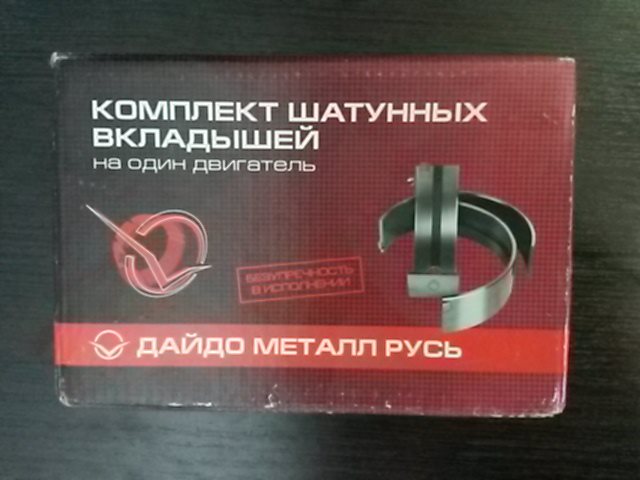 КОМПЛЕКТ ШАТУННЫХ
ВКЛАДЫШЕЙ
на один двигатель
БЕЗУПРЕЧНОСТЬ
В ИСПОЛНЕНИИ
ДАЙДО МЕТАЛЛ РУСЬ